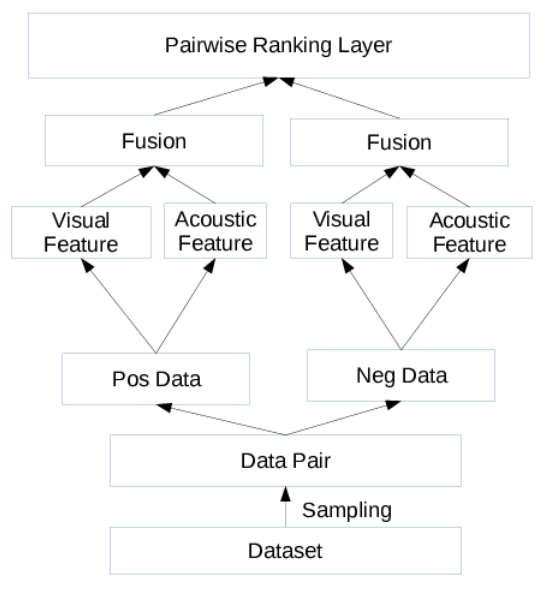 Pairwise Ranking Layer
Fusion
Fusion
Visual
Feature
Acoustic
Feature
Visual
Feature
Acoustic
Feature
Pos Data
Neg Data
Data Pair
Sampling
Dataset